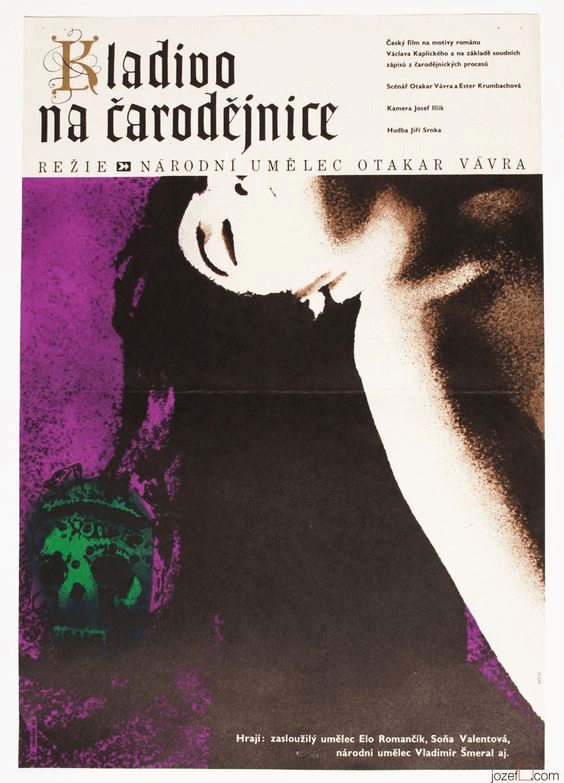 Kladivo
na čarodějnice
Český film na motivy románu
Václava Kaplického a na základě soudních
zápisů z čarodějnických procesů
Scénář Otakar Vávra a Ester Krumbachová
Kamera Josef Illik
Hudba Jiří Srnka
REŽIE NÁRODNÍ UMĚLEC OTAKAR VÁVRA
Hrají: zasloužilý umělec Elo Romančik, Soňa Valentová,
národní umělec Vladimír Šmeral aj.
jozef.com